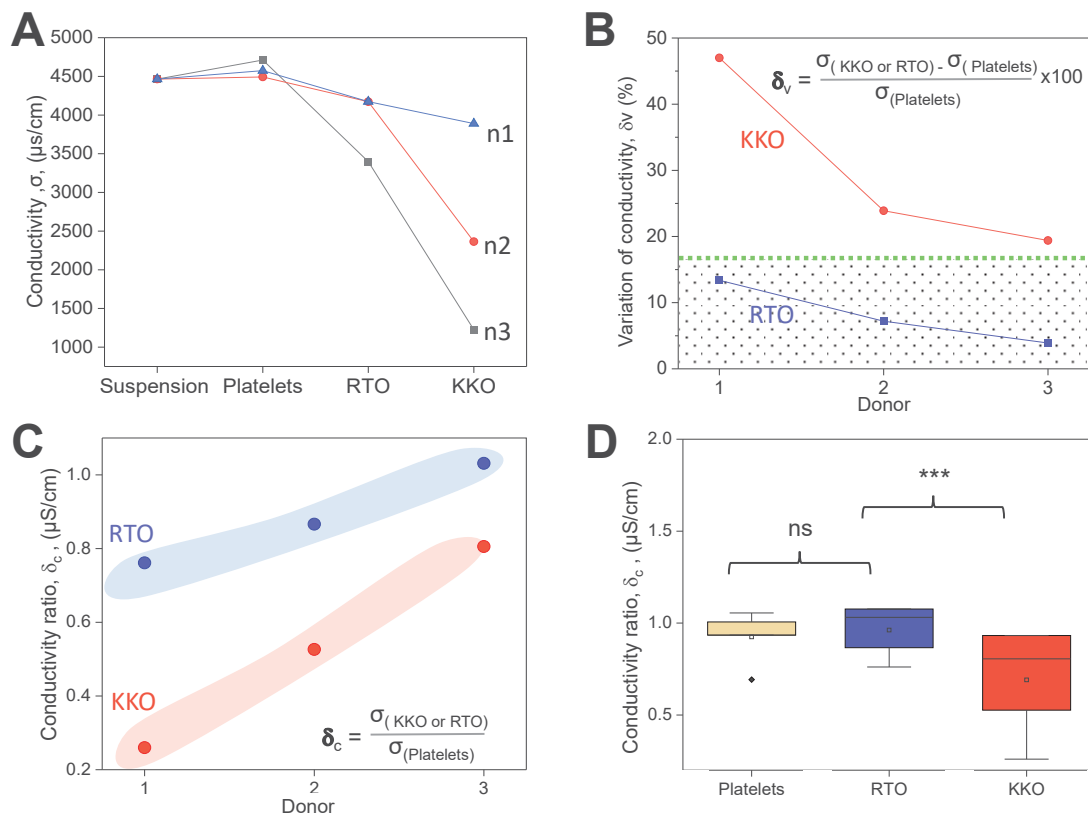 A
Conductivity ,σ, (µs/cm)
5000
4500
4000
3500
3000
2500
2000
1500
1000
n1
n2
n3
Suspension
Platelets
RTO
KKO
B
Variation of conductivity, δv (%)
50
40
30
20
10
0
δv = σ( KKO or RTO) - σ( Platelets) x100
σ(Platelets)
KKO
RTO
1
2
3
Donor
C
Conductivity ratio, δc , (µS/cm)
1.0
0.8
0.6
0.4
0.2
RTO
KKO
δc = σ( KKO or RTO)
σ(Platelets)
1
2
3
Donor
D
Conductivity ratio, δc , (µS/cm)
2.0
1.5
1.0
0.5
ns
***
Platelets
RTO
KKO